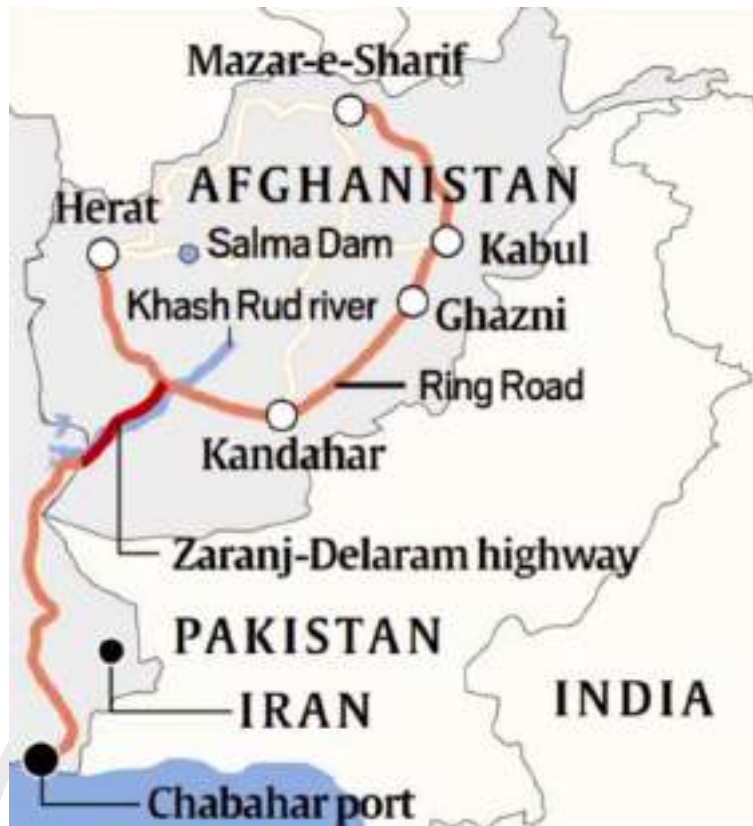 Mazar-e-Sharif
AFGHANISTAN
Herat
Salma Dam
Kabul
Khash Rud river
Ghazni
Ring Road
Kandahar
Zaranj-Delaram highway
PAKISTAN
IRAN
INDIA
Chabahar port